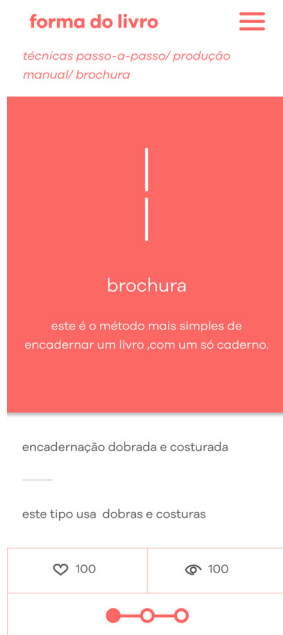 forma do livro
técnicas passo-a-passo/ produção
manual/ brochura
brochura
este é o método mais simples de
encadernar um livro ,com um só caderno.
encadernação dobrada e costurada
este tipo usa  dobras e costuras
100
100